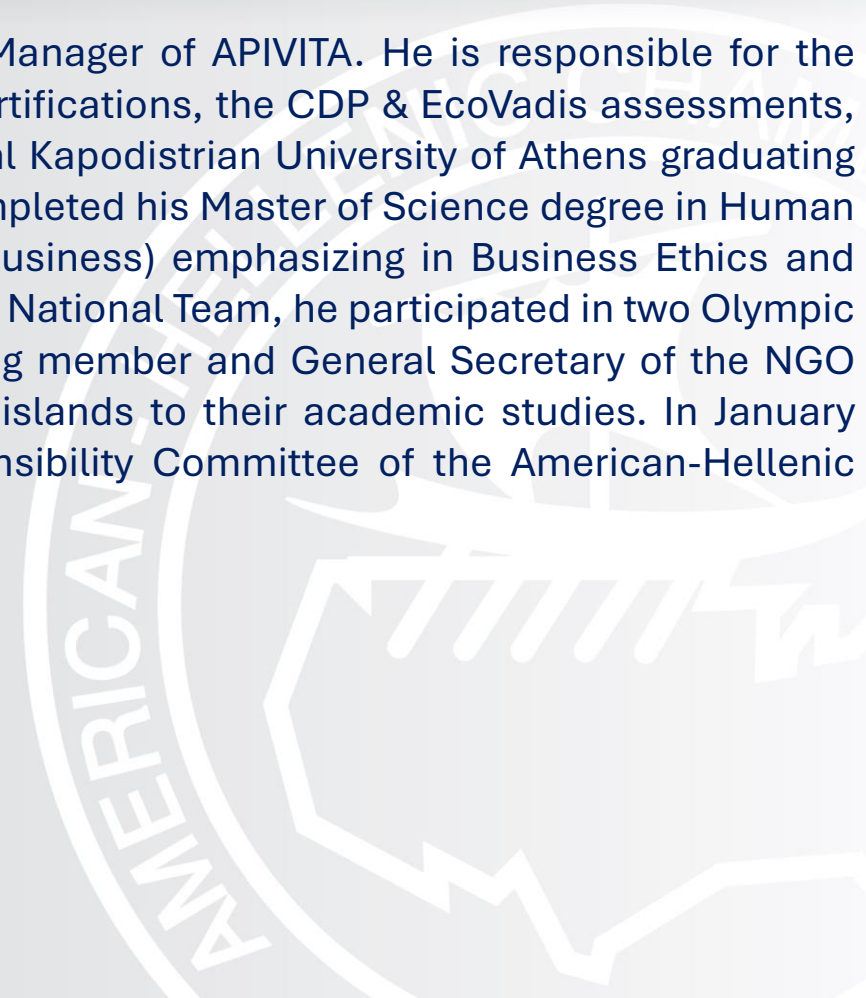 Manager of APIVITA. He is responsible for the
rtifications, the CDP & EcoVadis assessments,
al Kapodistrian University of Athens graduating
mpleted his Master of Science degree in Human
usiness) emphasizing in Business Ethics and
National Team, he participated in two Olympic
g member and General Secretary of the NGO
islands to their academic studies. In January
nsibility Committee of the American-Hellenic
AMERICAN-HELLENIC CHAM